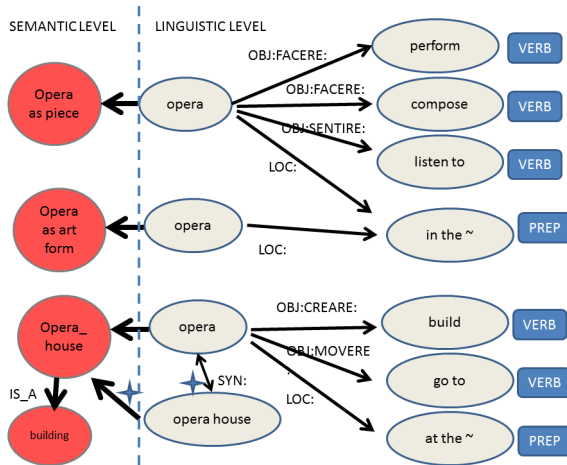 SEMANTIC LEVEL
LINGUISTIC LEVEL
perform
VERB
OBJ:FACERE:
Opera
as piece
opera
OBJ:FACERE:
compose
VERB
OBJ:SENTIRE:
listen to
VERB
LOC:
Opera
as art
form
opera
LOC:
in the ~
PREP
Opera_
house
opera
OBJ:CREARE:
build
VERB
OBJ:MOVERE
:
go to
VERB
SYN:
LOC:
IS_A
opera house
building
at the ~
PREP